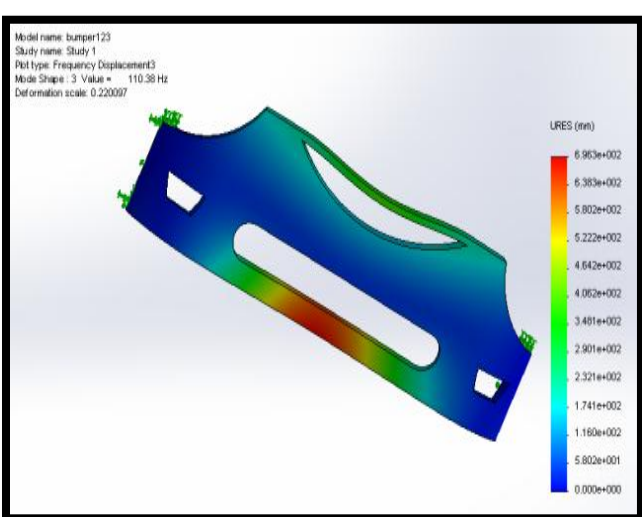 Model name: bumper123
Study name: Study 1
Plot type: Frequency Displacement3
Mode Shape : 3 Value = 110.38 Hz
Deformation scale: 0.220097
URES (mm)
6.963e+002
6.383e+002
5.802e+002
5.222e+002
4.642e+002
4.062e+002
3.481e+002
2.901e+002
2.321e+002
1.741e+002
1.160e+002
5.802e+001
0.000e+000